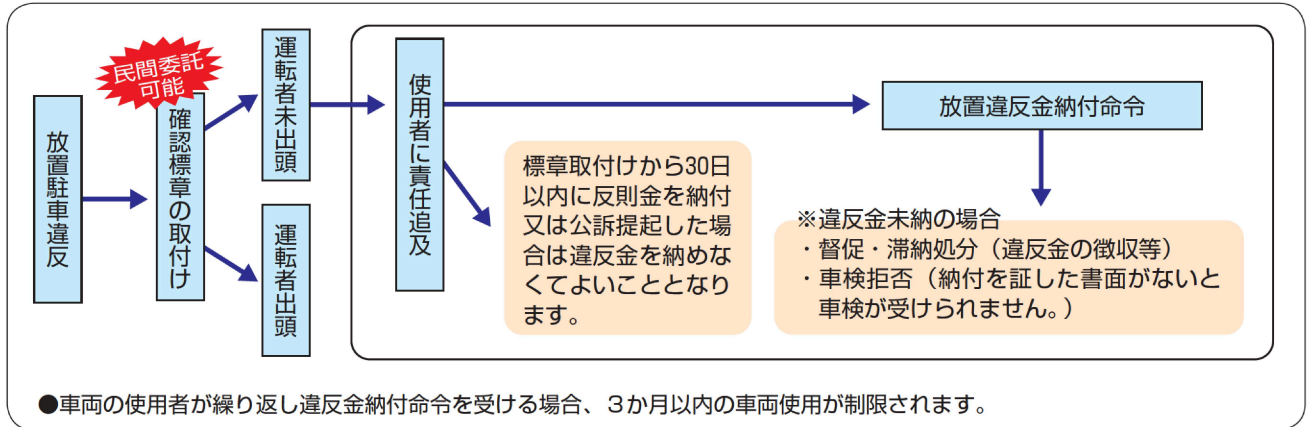 放置駐車違反
民間委託
可能
確認標章の取付け
運転者未出頭
運転者出頭
使用者に責任追及
標章取付けから30日
以内に反則金を納付
又は公訴提起した場
合は違反金を納めな
くてよいこととなり
ます。
放置違反金納付命令
※違反金未納の場合
・督促・滞納処分（違反金の徴収等）
・車検拒否（納付を証した書面がないと
車検が受けられません。）
●車両の使用者が繰り返し違反金納付命令を受ける場合、３か月以内の車両使用が制限されます。